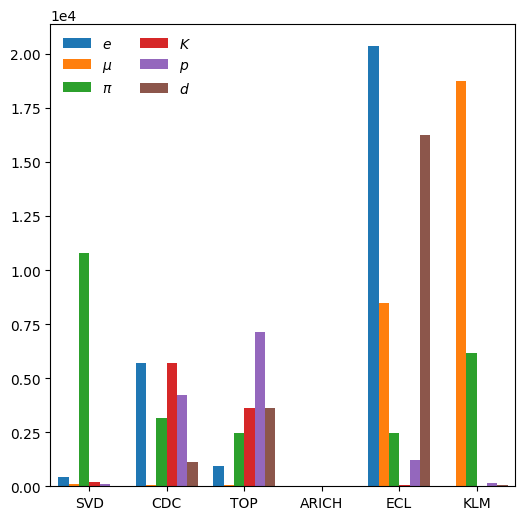 1e4
e
μ
π
K
p
d
2.00
1.75
1.50
1.25
1.00
0.75
0.50
0.25
0.00
SVD CDC TOP ARICH ECL KLM